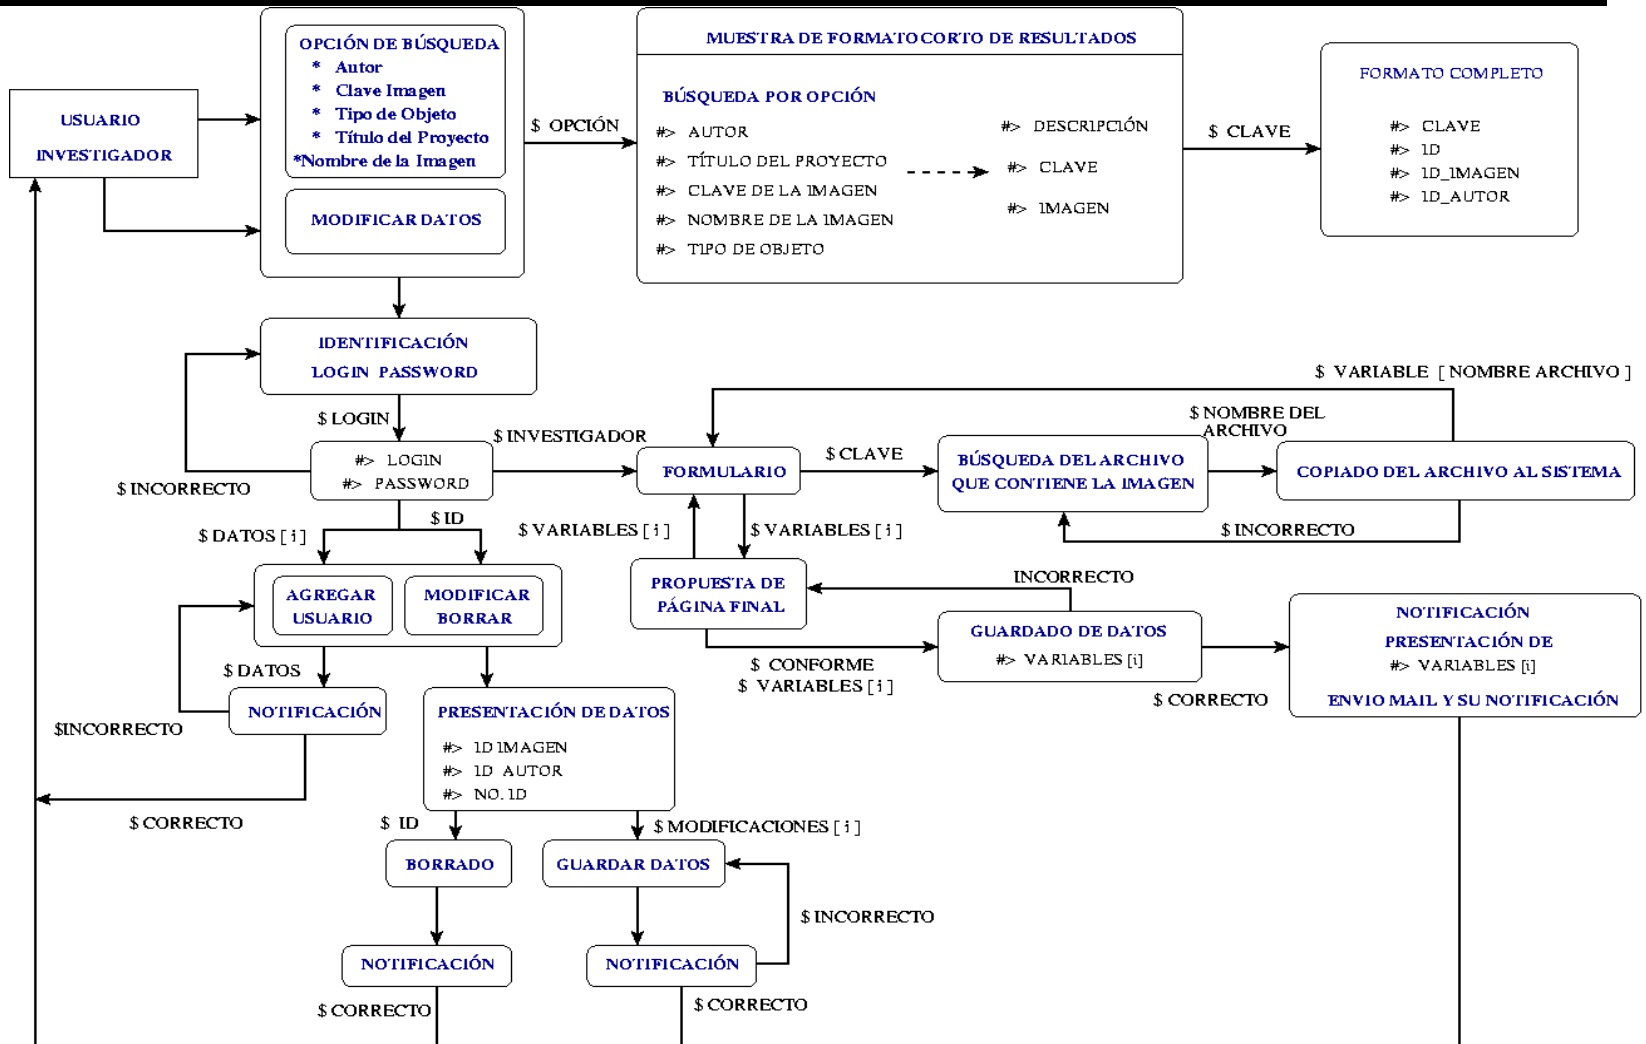 USUARIO
INVESTIGADOR
OPCIÓN DE BÚSQUEDA
* Autor
* Clave Imagen
* Tipo de Objeto
* Título del Proyecto
*Nombre de la Imagen
MODIFICAR DATOS
$ OPCIÓN
MUESTRA DE FORMATO CORTO DE RESULTADOS
BÚSQUEDA POR OPCIÓN
#> AUTOR
#> TÍTULO DEL PROYECTO
#> CLAVE DE LA IMAGEN
#> NOMBRE DE LA IMAGEN
#> TIPO DE OBJETO
#> DESCRIPCIÓN
#> CLAVE
#> IMAGEN
$ CLAVE
FORMATO COMPLETO
#> CLAVE
#> ID
#> ID_IMAGEN
#> ID_AUTOR
IDENTIFICACIÓN
LOGIN PASSWORD
$ LOGIN
#> LOGIN
#> PASSWORD
$ INCORRECTO
$ INVESTIGADOR
FORMULARIO
$ CLAVE
BÚSQUEDA DEL ARCHIVO
QUE CONTIENE LA IMAGEN
$ NOMBRE DEL
ARCHIVO
COPIADO DEL ARCHIVO AL SISTEMA
$ VARIABLE [ NOMBRE ARCHIVO ]
$ INCORRECTO
$ DATOS [ i ]
$ ID
$ VARIABLES [ i ]
$ VARIABLES [ i ]
AGREGAR
USUARIO
MODIFICAR
BORRAR
PROPUESTA DE
PÁGINA FINAL
INCORRECTO
GUARDADO DE DATOS
#> VARIABLES [i]
$ CONFORME
$ VARIABLES [ i ]
$ CORRECTO
NOTIFICACIÓN
PRESENTACIÓN DE
#> VARIABLES [i]
ENVIO MAIL Y SU NOTIFICACIÓN
$ DATOS
NOTIFICACIÓN
$INCORRECTO
$ CORRECTO
PRESENTACIÓN DE DATOS
#> ID IMAGEN
#> ID AUTOR
#> NO. ID
$ ID
$ MODIFICACIONES [ i ]
BORRADO
GUARDAR DATOS
$ INCORRECTO
NOTIFICACIÓN
NOTIFICACIÓN
$ CORRECTO
$ CORRECTO